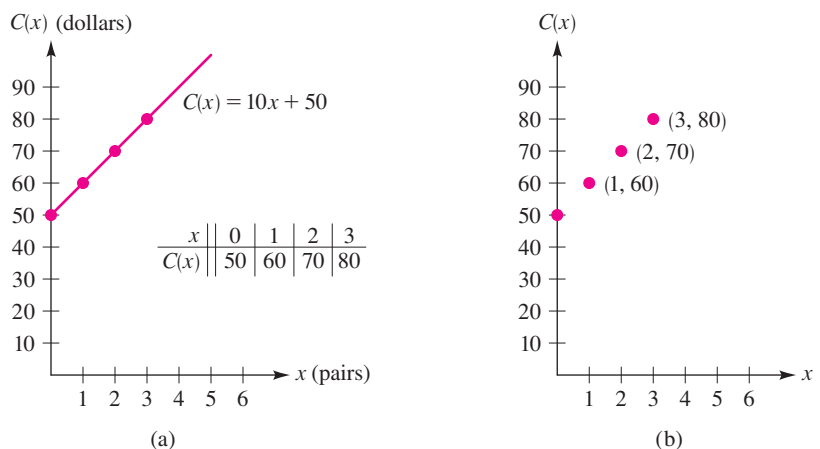 C(x) (dollars)
90
80
70
60
50
40
30
20
10
C(x) = 10x + 50
x 0 1 2 3
C(x) 50 60 70 80
1 2 3 4 5 6
x (pairs)
(a)
C(x)
90
80
70
60
50
40
30
20
10
(3, 80)
(2, 70)
(1, 60)
1 2 3 4 5 6
x
(b)